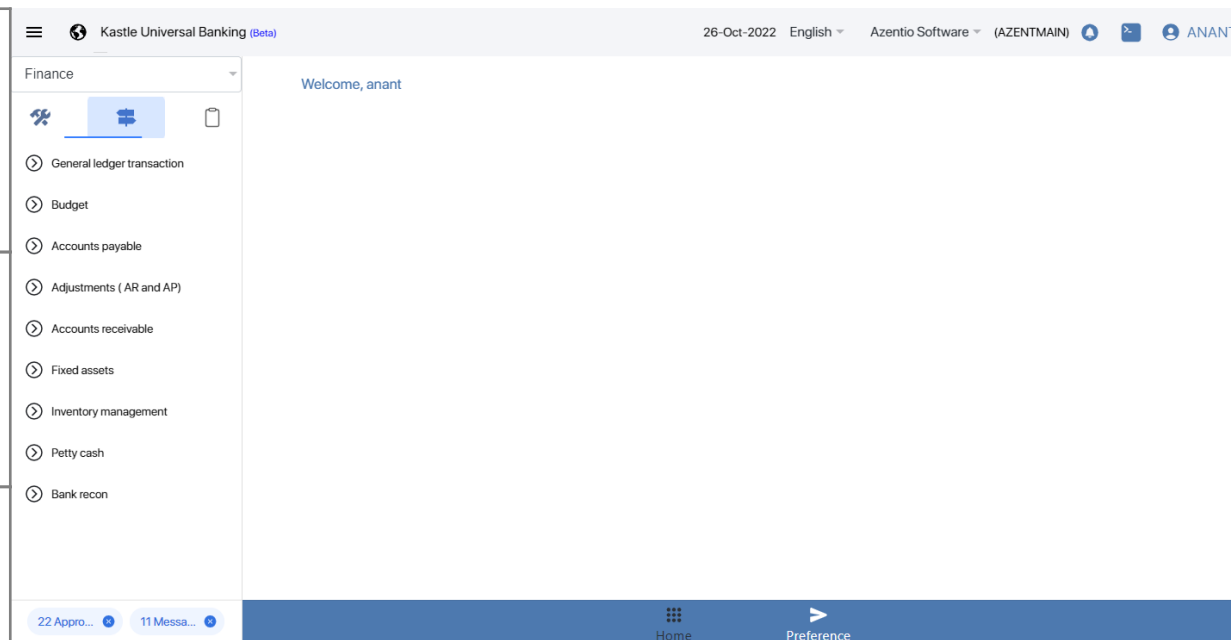 Kastle Universal Banking (Beta)
26-Oct-2022 English Azentio Software (AZENTMAIN) ANANT
Finance
Welcome, anant
General ledger transaction
Budget
Accounts payable
Adjustments ( AR and AP)
Accounts receivable
Fixed assets
Inventory management
Petty cash
Bank recon
22 Appro... 11 Messa...
Home Preference